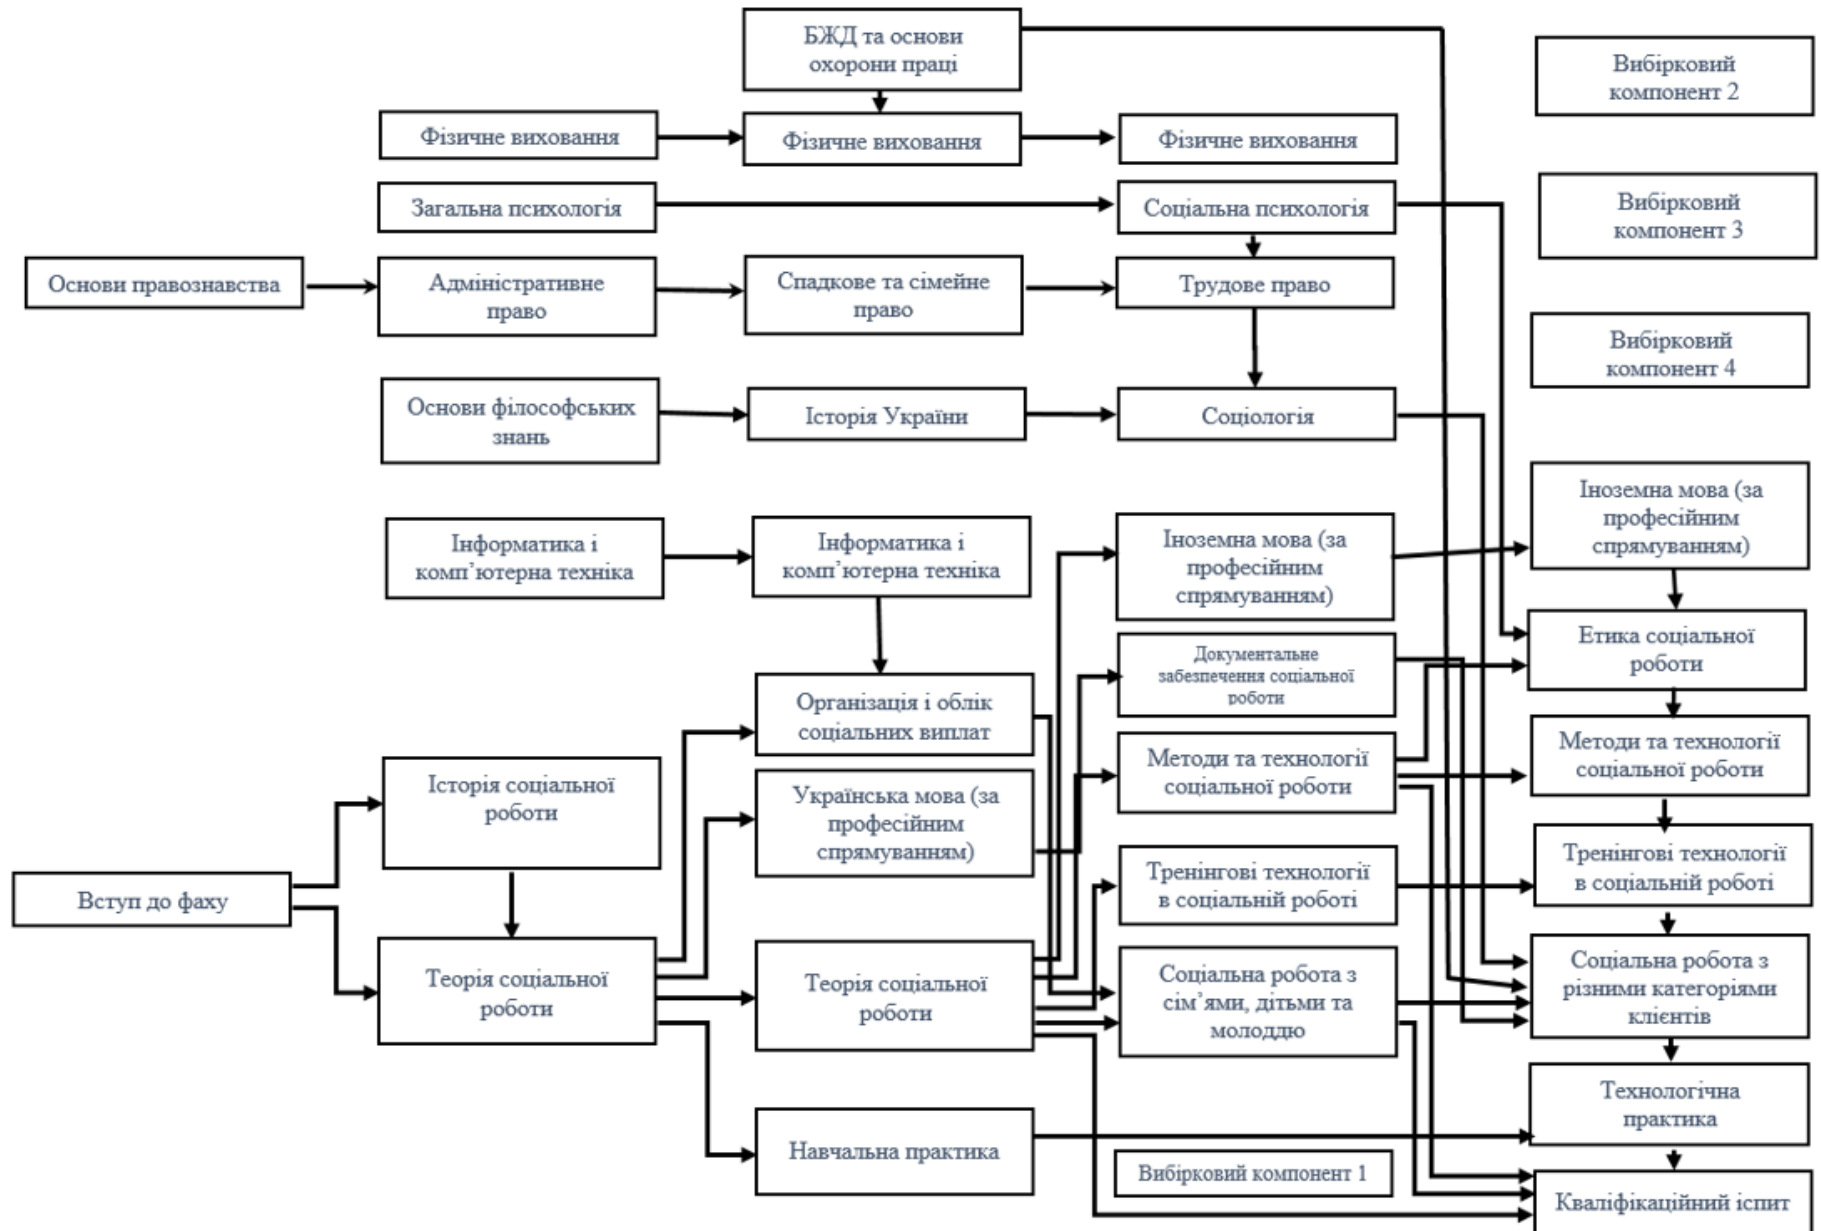 БЖД та основи
охорони праці
Вибірковий
компонент 2
Фізичне виховання
Фізичне виховання
Фізичне виховання
Загальна психологія
Соціальна психологія
Вибірковий
компонент 3
Основи правознавства
Адміністративне
право
Спадкове та сімейне
право
Трудове право
Вибірковий
компонент 4
Основи філософських
знань
Історія України
Соціологія
Інформатика і
комп’ютерна техніка
Інформатика і
комп’ютерна техніка
Іноземна мова (за
професійним
спрямуванням)
Іноземна мова (за
професійним
спрямуванням)
Документальне
забезпечення соціальної
роботи
Етика соціальної
роботи
Організація і облік
соціальних виплат
Методи та технології
соціальної роботи
Методи та технології
соціальної роботи
Історія соціальної
роботи
Українська мова (за
професійним
спрямуванням)
Тренінгові технології
в соціальній роботі
Тренінгові технології
в соціальній роботі
Вступ до фаху
Теорія соціальної
роботи
Теорія соціальної
роботи
Соціальна робота з
сім’ями, дітьми та
молоддю
Соціальна робота з
різними категоріями
клієнтів
Навчальна практика
Технологічна
практика
Вибірковий компонент 1
Кваліфікаційний іспит